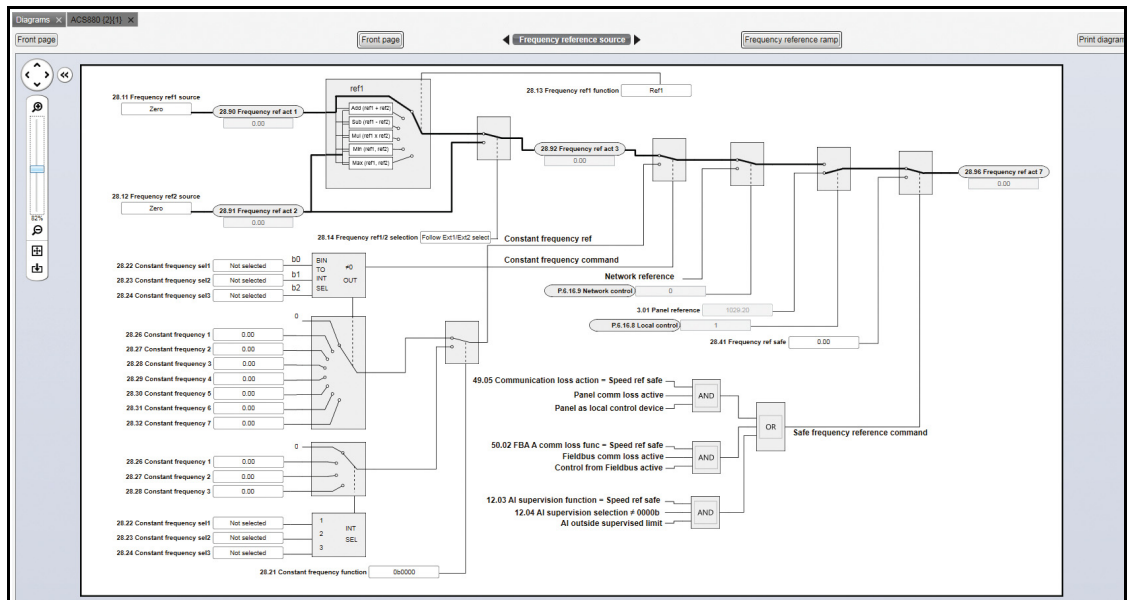 Diagrams × ACS880 {2}{1} ×
Front page Front page ◀ Frequency reference source ▶ Frequency reference ramp Print diagram
82%
28.11 Frequency ref1 source
Zero
28.90 Frequency ref act 1
0.00
ref1
Add (ref1 + ref2)
Sub (ref1 - ref2)
Mul (ref1 x ref2)
Min (ref1, ref2)
Max (ref1, ref2)
28.13 Frequency ref1 function Ref1
28.12 Frequency ref2 source
Zero
28.91 Frequency ref act 2
0.00
28.92 Frequency ref act 3
0.00
28.96 Frequency ref act 7
0.00
28.14 Frequency ref1/2 selection Follow Ext1/Ext2 select
Constant frequency ref
Constant frequency command
Network reference
P.6.16.9 Network control 0
3.01 Panel reference 1029.20
P.6.16.8 Local control 1
28.41 Frequency ref safe 0.00
28.22 Constant frequency sel1 Not selected b0
28.23 Constant frequency sel2 Not selected b1
28.24 Constant frequency sel3 Not selected b2
BIN
TO ≠0
INT OUT
SEL
0
28.26 Constant frequency 1 0.00
28.27 Constant frequency 2 0.00
28.28 Constant frequency 3 0.00
28.29 Constant frequency 4 0.00
28.30 Constant frequency 5 0.00
28.31 Constant frequency 6 0.00
28.32 Constant frequency 7 0.00
0
28.26 Constant frequency 1 0.00
28.27 Constant frequency 2 0.00
28.28 Constant frequency 3 0.00
28.22 Constant frequency sel1 Not selected 1
28.23 Constant frequency sel2 Not selected 2
28.24 Constant frequency sel3 Not selected 3
INT
SEL
28.21 Constant frequency function 0b0000
49.05 Communication loss action = Speed ref safe
Panel comm loss active
Panel as local control device
AND
50.02 FBA A comm loss func = Speed ref safe
Fieldbus comm loss active
Control from Fieldbus active
AND
12.03 AI supervision function = Speed ref safe
12.04 AI supervision selection ≠ 0000b
AI outside supervised limit
AND
OR
Safe frequency reference command